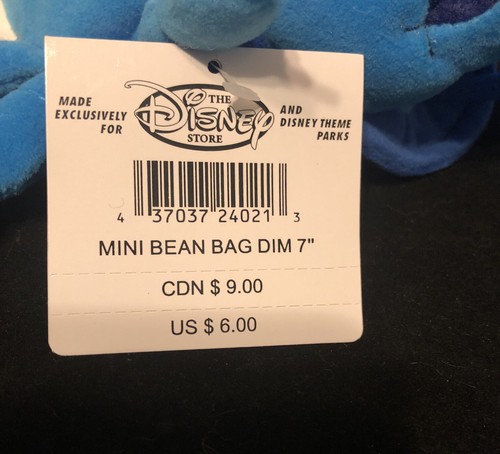 MADE EXCLUSIVELY FOR
THE
DISNEY
STORE
AND DISNEY THEME PARKS
4 37037 24021 3
MINI BEAN BAG DIM 7"
CDN $ 9.00
US $ 6.00